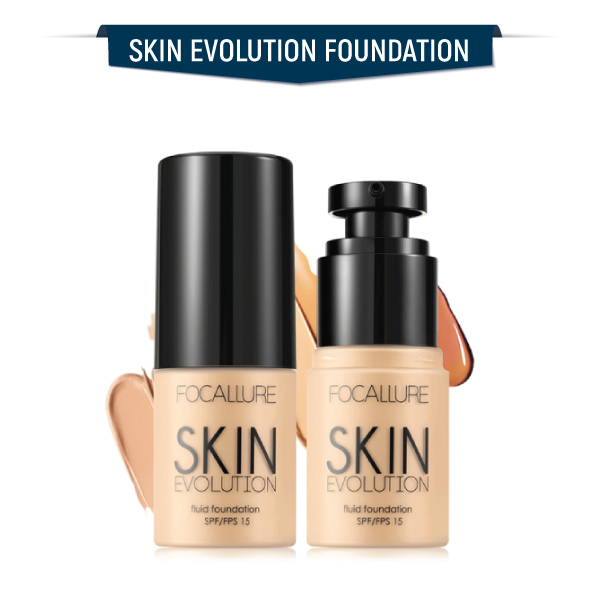 SKIN EVOLUTION FOUNDATION
FOCALLURE
SKIN
EVOLUTION
fluid foundation
SPF/FPS 15
FOCALLURE
SKIN
EVOLUTION
fluid foundation
SPF/FPS 15